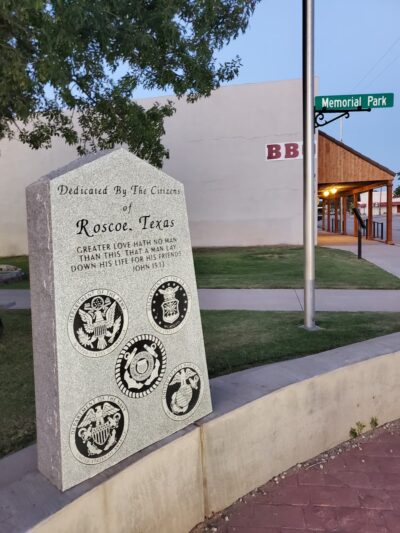 Memorial Park
BB
Dedicated By The Citizens
of
Roscoe, Texas
GREATER LOVE HATH NO MAN
THAN THIS THAT A MAN LAY
DOWN HIS LIFE FOR HIS FRIENDS
JOHN 15:13